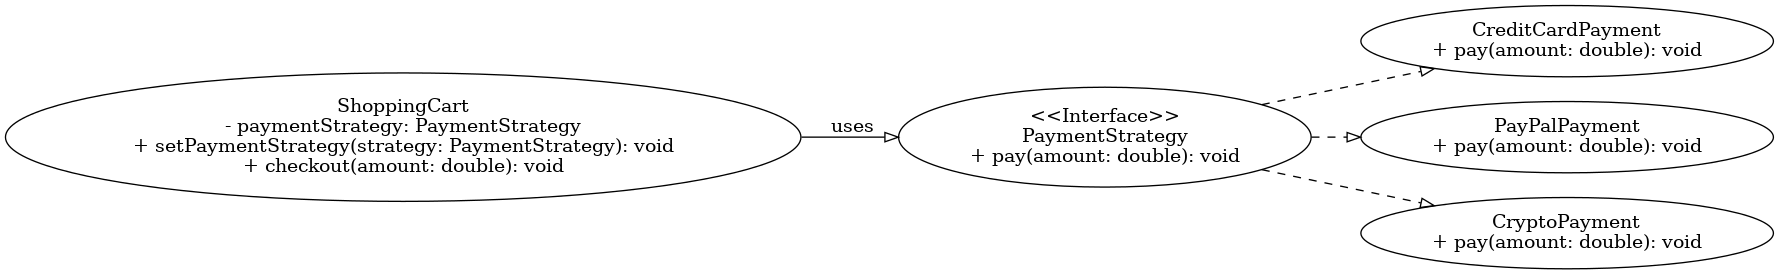 ShoppingCart
- paymentStrategy: PaymentStrategy
+ setPaymentStrategy(strategy: PaymentStrategy): void
+ checkout(amount: double): void
uses
<<Interface>>
PaymentStrategy
+ pay(amount: double): void
CreditCardPayment
+ pay(amount: double): void
PayPalPayment
+ pay(amount: double): void
CryptoPayment
+ pay(amount: double): void